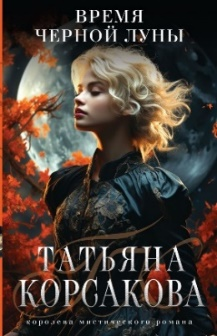 ВРЕМЯ
ЧЕРНОЙ ЛУНЫ
ТАТЬЯНА
КОРСАКОВА
королева мистического романа